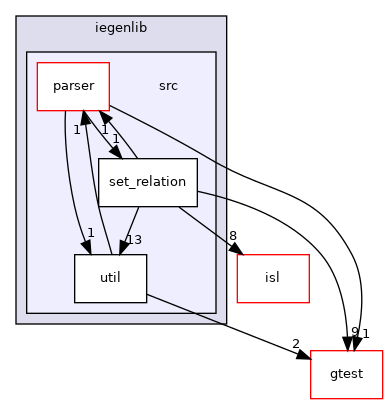 iegenlib
parser
src
1
1
1
set_relation
1
13
8
util
isl
9
1
2
gtest